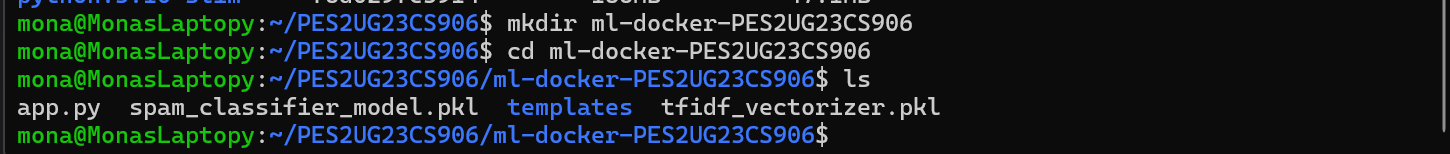 mona@MonasLaptopy:~/PES2UG23CS906$ mkdir ml-docker-PES2UG23CS906
mona@MonasLaptopy:~/PES2UG23CS906$ cd ml-docker-PES2UG23CS906
mona@MonasLaptopy:~/PES2UG23CS906/ml-docker-PES2UG23CS906$ ls
app.py  spam_classifier_model.pkl  templates  tfidf_vectorizer.pkl
mona@MonasLaptopy:~/PES2UG23CS906/ml-docker-PES2UG23CS906$